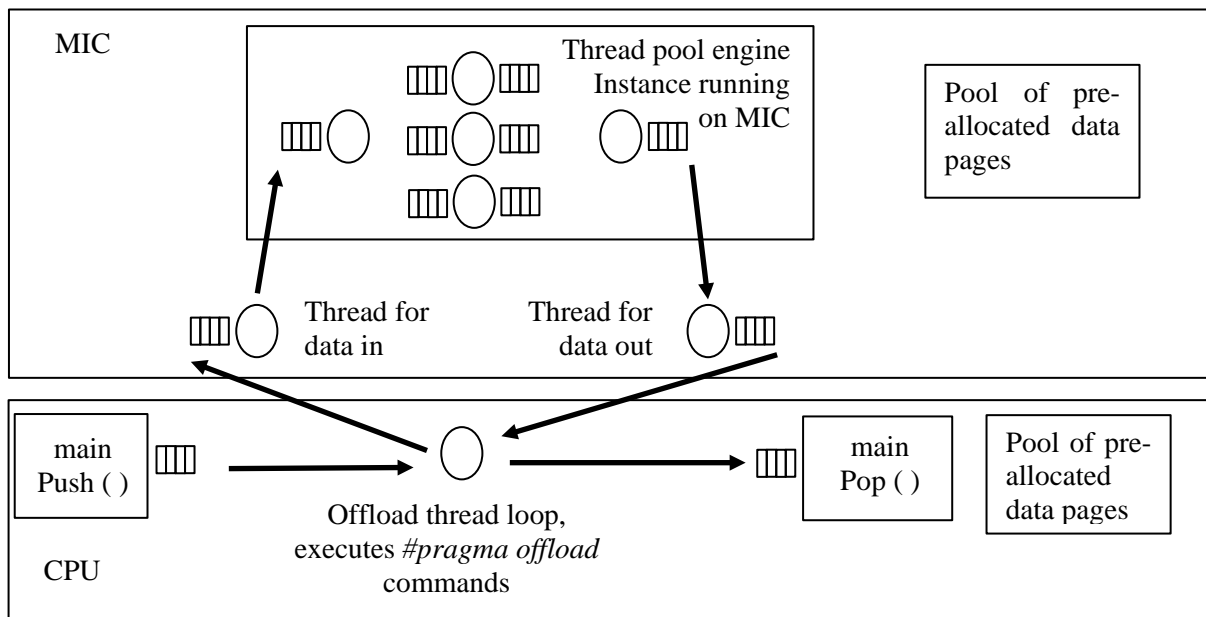 MIC
Thread pool engine
Instance running
on MIC
Pool of pre-
allocated data
pages
Thread for
data in
Thread for
data out
main
Push ( )
Offload thread loop,
executes #pragma offload
commands
main
Pop ( )
Pool of pre-
allocated
data pages
CPU